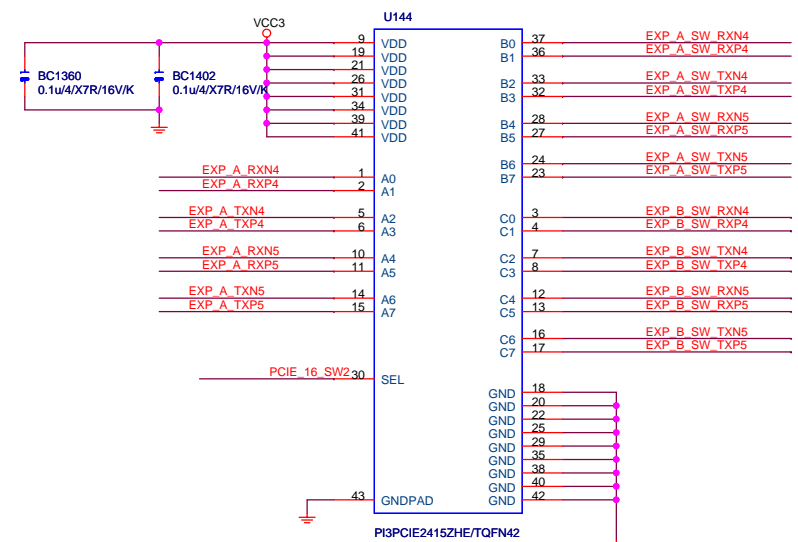 VCC3
U144
BC1360
0.1u/4/X7R/16V/K
BC1402
0.1u/4/X7R/16V/K
9 VDD
19 VDD
21 VDD
26 VDD
31 VDD
34 VDD
39 VDD
41 VDD
EXP_A_RXN4 1 A0
EXP_A_RXP4 2 A1
EXP_A_TXN4 5 A2
EXP_A_TXP4 6 A3
EXP_A_RXN5 10 A4
EXP_A_RXP5 11 A5
EXP_A_TXN5 14 A6
EXP_A_TXP5 15 A7
PCIE_16_SW2 30 SEL
43 GNDPAD
B0 37 EXP_A_SW_RXN4
B1 36 EXP_A_SW_RXP4
B2 33 EXP_A_SW_TXN4
B3 32 EXP_A_SW_TXP4
B4 28 EXP_A_SW_RXN5
B5 27 EXP_A_SW_RXP5
B6 24 EXP_A_SW_TXN5
B7 23 EXP_A_SW_TXP5
C0 3 EXP_B_SW_RXN4
C1 4 EXP_B_SW_RXP4
C2 7 EXP_B_SW_TXN4
C3 8 EXP_B_SW_TXP4
C4 12 EXP_B_SW_RXN5
C5 13 EXP_B_SW_RXP5
C6 16 EXP_B_SW_TXN5
C7 17 EXP_B_SW_TXP5
GND 18
GND 20
GND 22
GND 25
GND 29
GND 35
GND 38
GND 40
GND 42
PI3PCIE2415ZHE/TQFN42